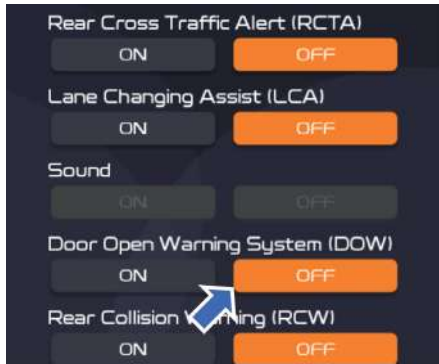 Rear Cross Traffic Alert (RCTA)
ON OFF
Lane Changing Assist (LCA)
ON OFF
Sound
ON OFF
Door Open Warning System (DOW)
ON OFF
Rear Collision Warning (RCW)
ON OFF